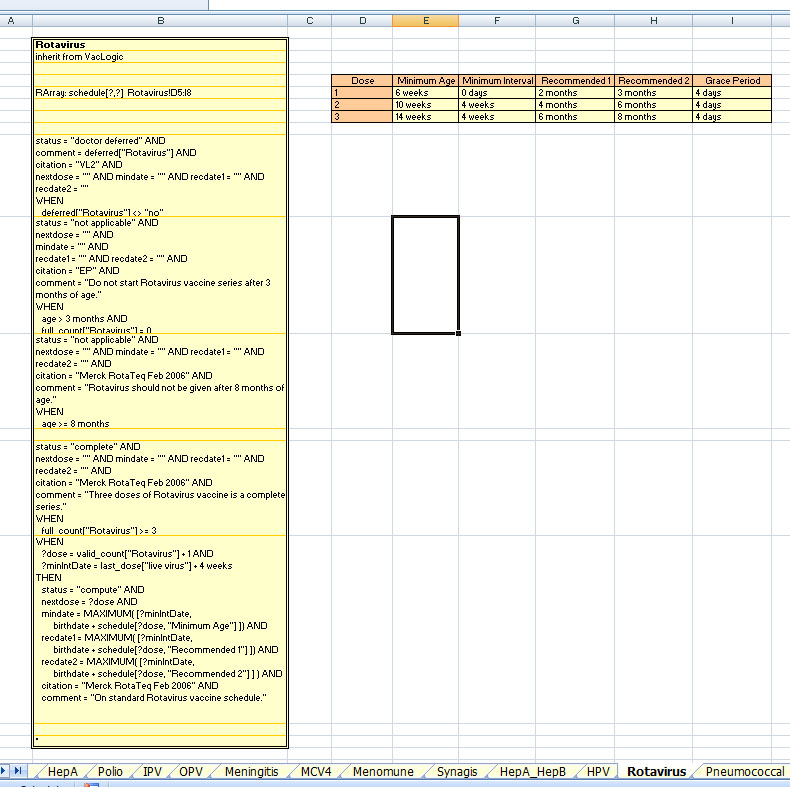 A B C D E F G H I
Rotavirus
inherit from VacLogic
RArray: schedule[?,?] Rotavirus!D5:I8
Dose Minimum Age Minimum Interval Recommended 1 Recommended 2 Grace Period
1 6 weeks 0 days 2 months 3 months 4 days
2 10 weeks 4 weeks 4 months 6 months 4 days
3 14 weeks 4 weeks 6 months 8 months 4 days
status = "doctor deferred" AND
comment = deferred["Rotavirus"] AND
citation = "VL2" AND
nextdose = "" AND mindate = "" AND recdate1 = "" AND
recdate2 = ""
WHEN
deferred["Rotavirus"] <> "no"
status = "not applicable" AND
nextdose = "" AND
mindate = "" AND
recdate1 = "" AND recdate2 = "" AND
citation = "EP" AND
comment = "Do not start Rotavirus vaccine series after 3
months of age."
WHEN
age > 3 months AND
full_count["Rotavirus"] = 0
status = "not applicable" AND
nextdose = "" AND mindate = "" AND recdate1 = "" AND
recdate2 = "" AND
citation = "Merck RotaTeq Feb 2006" AND
comment = "Rotavirus should not be given after 8 months of
age."
WHEN
age >= 8 months
status = "complete" AND
nextdose = "" AND mindate = "" AND recdate1 = "" AND
recdate2 = "" AND
citation = "Merck RotaTeq Feb 2006" AND
comment = "Three doses of Rotavirus vaccine is a complete
series."
WHEN
full_count["Rotavirus"] >= 3
WHEN
?dose = valid_count["Rotavirus"] + 1 AND
?minIntDate = last_dose["live virus"] + 4 weeks
THEN
status = "compute" AND
nextdose = ?dose AND
mindate = MAXIMUM( [?minIntDate,
birthdate + schedule[?dose, "Minimum Age"] ]) AND
recdate1 = MAXIMUM( [?minIntDate,
birthdate + schedule[?dose, "Recommended 1"] ]) AND
recdate2 = MAXIMUM( [?minIntDate,
birthdate + schedule[?dose, "Recommended 2"] ] ) AND
citation = "Merck RotaTeq Feb 2006" AND
comment = "On standard Rotavirus vaccine schedule."
HepA Polio IPV OPV Meningitis MCV4 Menomune Synagis HepA_HepB HPV Rotavirus Pneumococcal